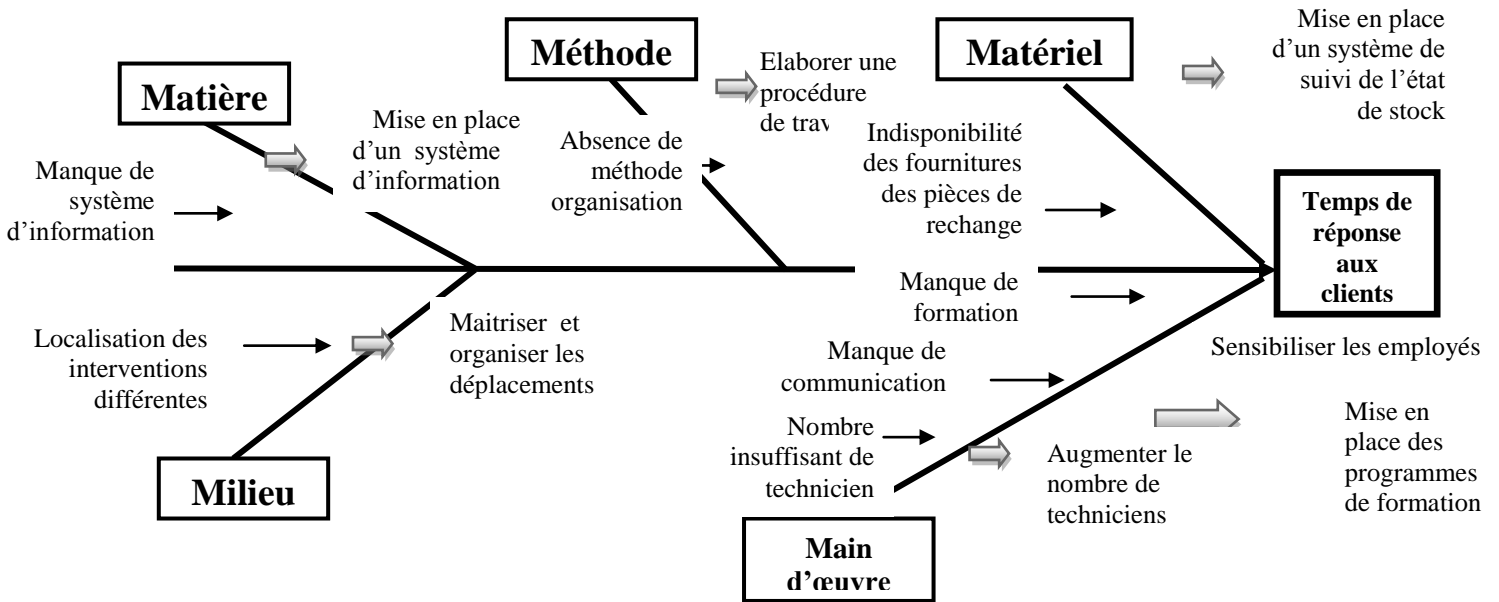 Méthode
Matériel
Matière
Mise en place
d'un système de
suivi de l'état
de stock
Elaborer une
procédure
de trav
Mise en place
d'un système
d'information
Absence de
méthode
organisation
Indisponibilité
des fournitures
des pièces de
rechange
Manque de
système
d'information
Temps de
réponse
aux
clients
Manque de
formation
Localisation des
interventions
différentes
Maitriser et
organiser les
déplacements
Manque de
communication
Sensibiliser les employés
Nombre
insuffisant de
technicien
Augmenter le
nombre de
techniciens
Mise en
place des
programmes
de formation
Milieu
Main
d'œuvre